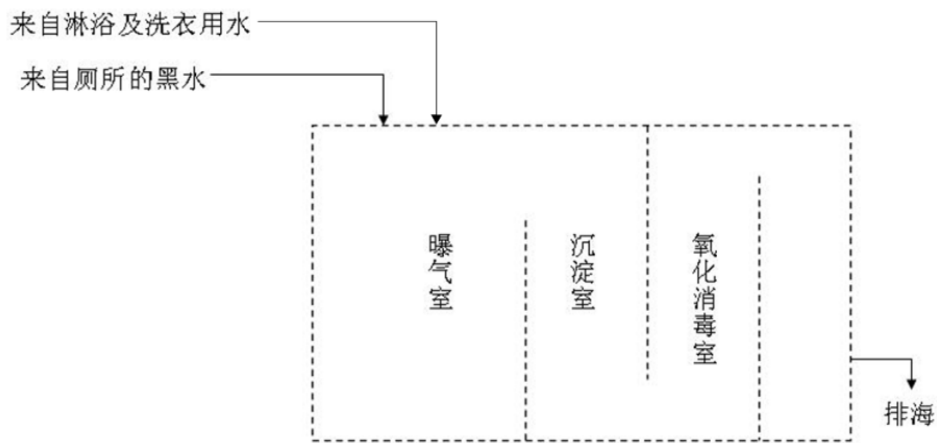 来自淋浴及洗衣用水
来自厕所的黑水
曝气室
沉淀室
氧化消毒室
排海